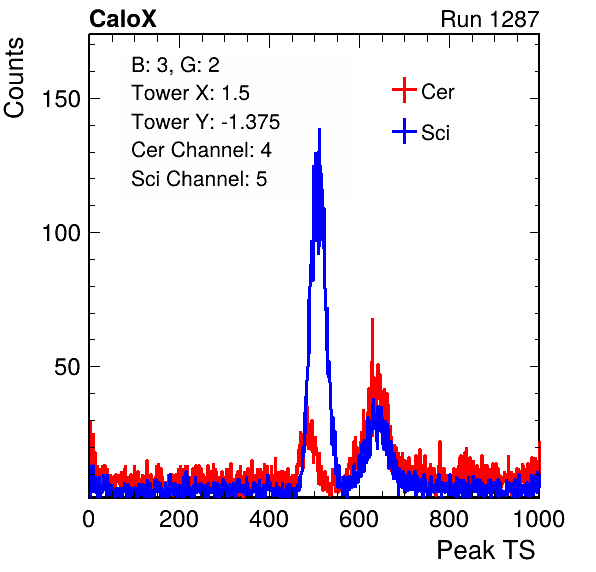 CaloX Run 1287
Counts
B: 3, G: 2
Tower X: 1.5
Tower Y: -1.375
Cer Channel: 4
Sci Channel: 5
Cer
Sci
150
100
50
0 200 400 600 800 1000
Peak TS